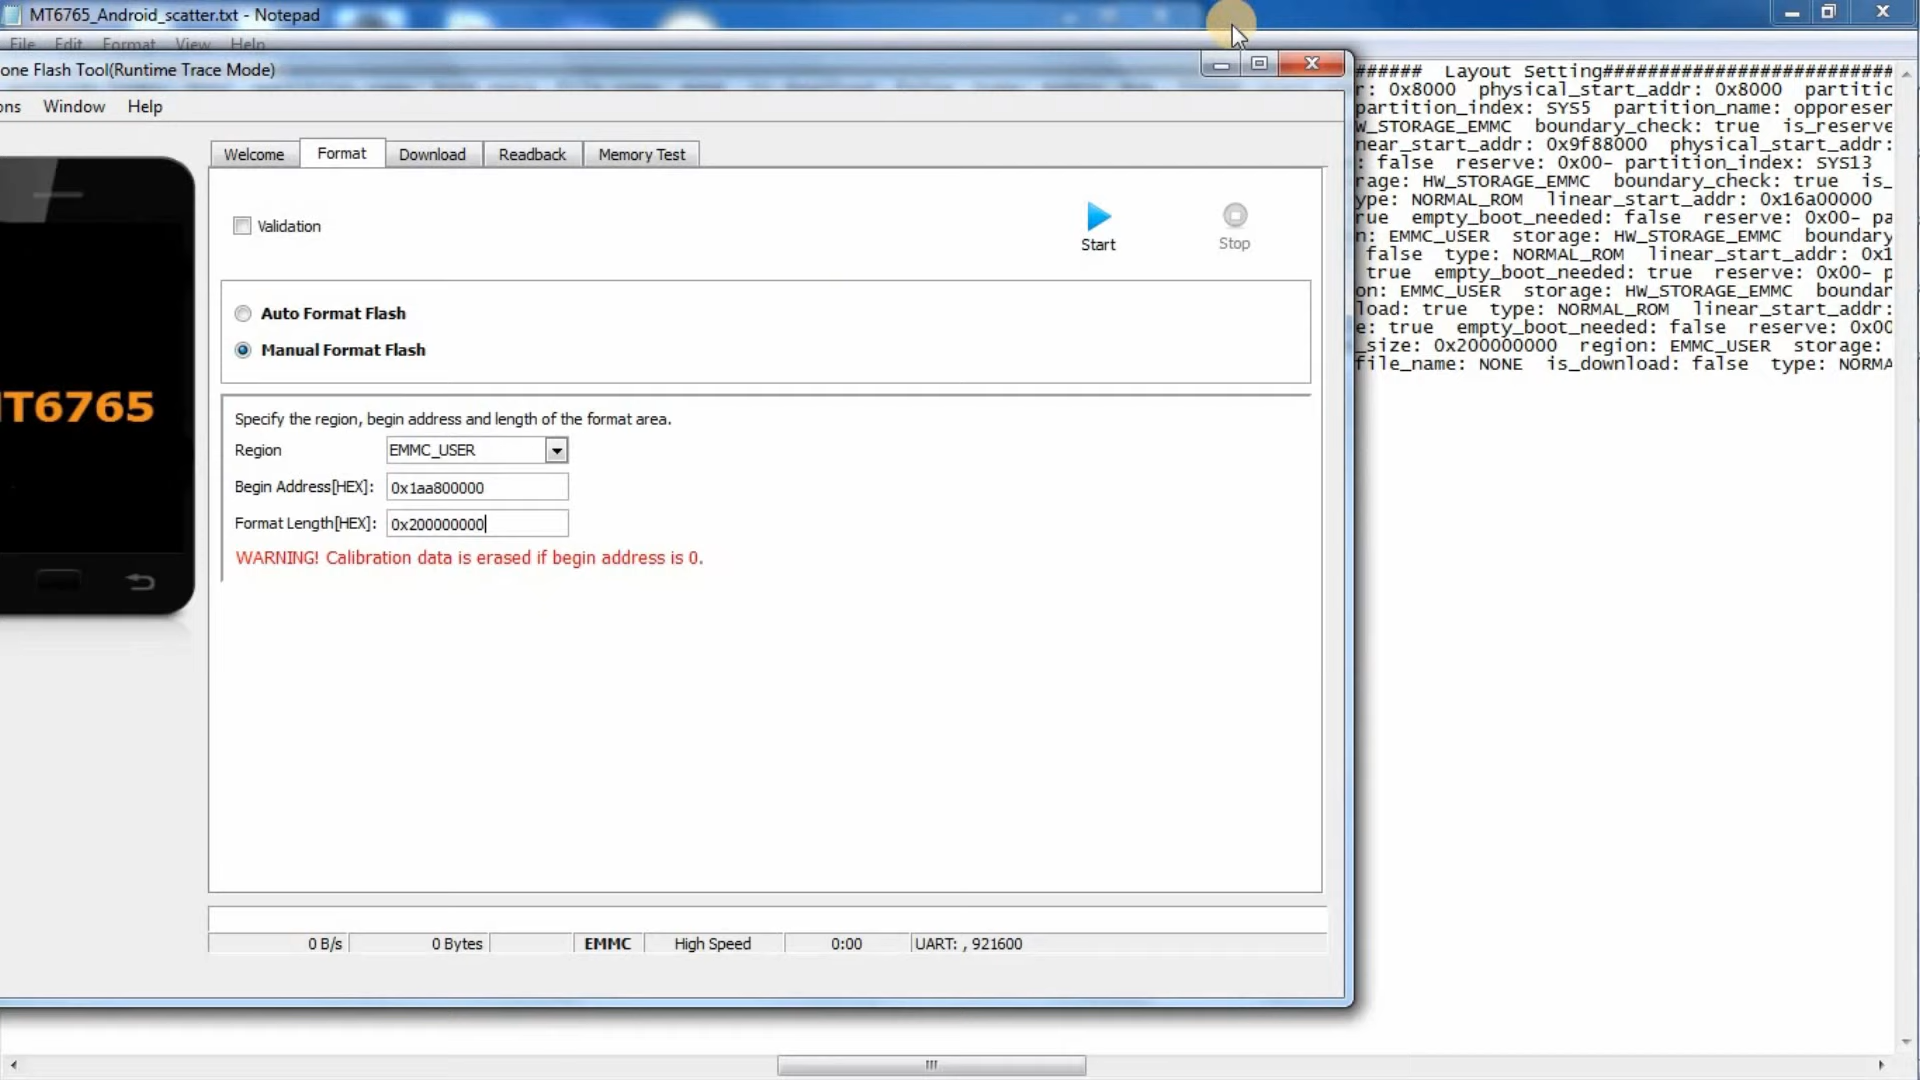 MT6765_Android_scatter.txt - Notepad
File Edit Format View Help
one Flash Tool(Runtime Trace Mode)
ons Window Help
Welcome Format Download Readback Memory Test
Validation
Start
Stop
Auto Format Flash
Manual Format Flash
MT6765
Specify the region, begin address and length of the format area.
Region EMMC_USER
Begin Address[HEX]: 0x1aa800000
Format Length[HEX]: 0x200000000
WARNING! Calibration data is erased if begin address is 0.
0 B/s 0 Bytes EMMC High Speed 0:00 UART: , 921600
###### Layout Setting##########################
r: 0x8000 physical_start_addr: 0x8000 partitic
partition_index: SYS5 partition_name: opporeser
W_STORAGE_EMMC boundary_check: true is_reserve
near_start_addr: 0x9f88000 physical_start_addr:
: false reserve: 0x00- partition_index: SYS13
rage: HW_STORAGE_EMMC boundary_check: true is_
ype: NORMAL_ROM linear_start_addr: 0x16a00000
rue empty_boot_needed: false reserve: 0x00- pa
n: EMMC_USER storage: HW_STORAGE_EMMC boundary
false type: NORMAL_ROM linear_start_addr: 0x1
true empty_boot_needed: true reserve: 0x00- p
on: EMMC_USER storage: HW_STORAGE_EMMC boundar
load: true type: NORMAL_ROM linear_start_addr:
e: true empty_boot_needed: false reserve: 0x00
_size: 0x200000000 region: EMMC_USER storage:
file_name: NONE is_download: false type: NORMA